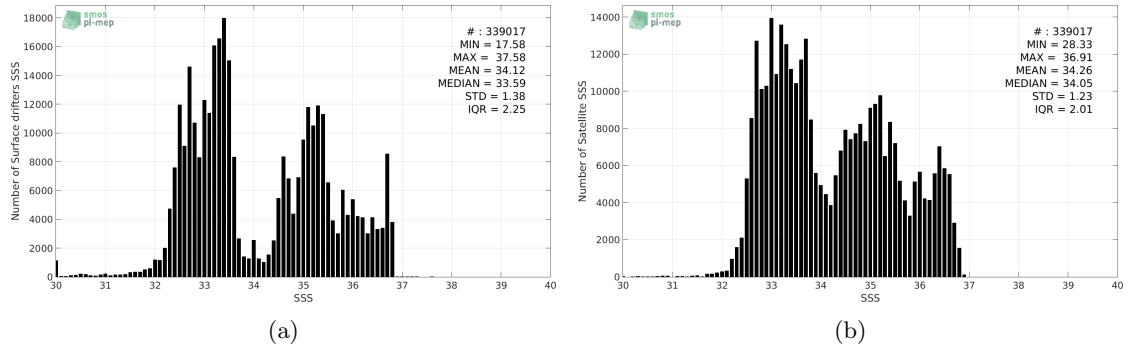 smos
pi-mep
# : 339017
MIN = 17.58
MAX = 37.58
MEAN = 34.12
MEDIAN = 33.59
STD = 1.38
IQR = 2.25
Number of Surface drifters SSS
18000
16000
14000
12000
10000
8000
6000
4000
2000
0
30 31 32 33 34 35 36 37 38 39 40
SSS
(a)
smos
pi-mep
# : 339017
MIN = 28.33
MAX = 36.91
MEAN = 34.26
MEDIAN = 34.05
STD = 1.23
IQR = 2.01
Number of Satellite SSS
14000
12000
10000
8000
6000
4000
2000
0
30 31 32 33 34 35 36 37 38 39 40
SSS
(b)